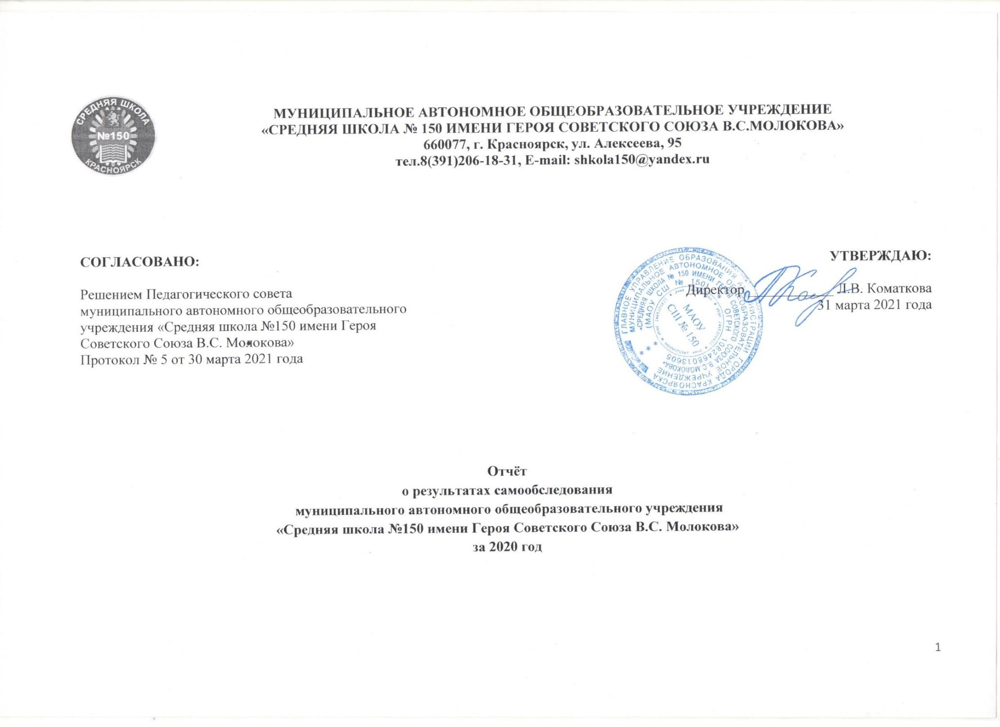 СРЕДНЯЯ ШКОЛА
№150
КРАСНОЯРСК
МУНИЦИПАЛЬНОЕ АВТОНОМНОЕ ОБЩЕОБРАЗОВАТЕЛЬНОЕ УЧРЕЖДЕНИЕ
«СРЕДНЯЯ ШКОЛА № 150 ИМЕНИ ГЕРОЯ СОВЕТСКОГО СОЮЗА В.С.МОЛОКОВА»
660077, г. Красноярск, ул. Алексеева, 95
тел.8(391)206-18-31, E-mail: shkola150@yandex.ru
СОГЛАСОВАНО:
Решением Педагогического совета
муниципального автономного общеобразовательного
учреждения «Средняя школа №150 имени Героя
Советского Союза В.С. Молокова»
Протокол № 5 от 30 марта 2021 года
УТВЕРЖДАЮ:
Директор ____________ Л.В. Коматкова
31 марта 2021 года
ГЛАВНОЕ УПРАВЛЕНИЕ ОБРАЗОВАНИЯ АДМИНИСТРАЦИИ ГОРОДА КРАСНОЯРСКА
МУНИЦИПАЛЬНОЕ АВТОНОМНОЕ ОБЩЕОБРАЗОВАТЕЛЬНОЕ УЧРЕЖДЕНИЕ
«СРЕДНЯЯ ШКОЛА № 150 ИМЕНИ ГЕРОЯ СОВЕТСКОГО СОЮЗА В.С.МОЛОКОВА»
(МАОУ СШ № 150) * ОГРН 1062468013605
МАОУ
СШ № 150
Отчёт
о результатах самообследования
муниципального автономного общеобразовательного учреждения
«Средняя школа №150 имени Героя Советского Союза В.С. Молокова»
за 2020 год
1